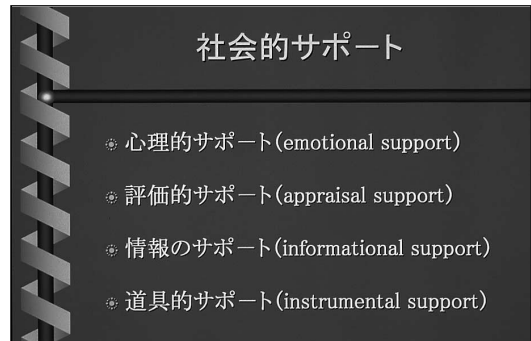 社会的サポート
心理的サポート(emotional support)
評価的サポート(appraisal support)
情報のサポート(informational support)
道具的サポート(instrumental support)